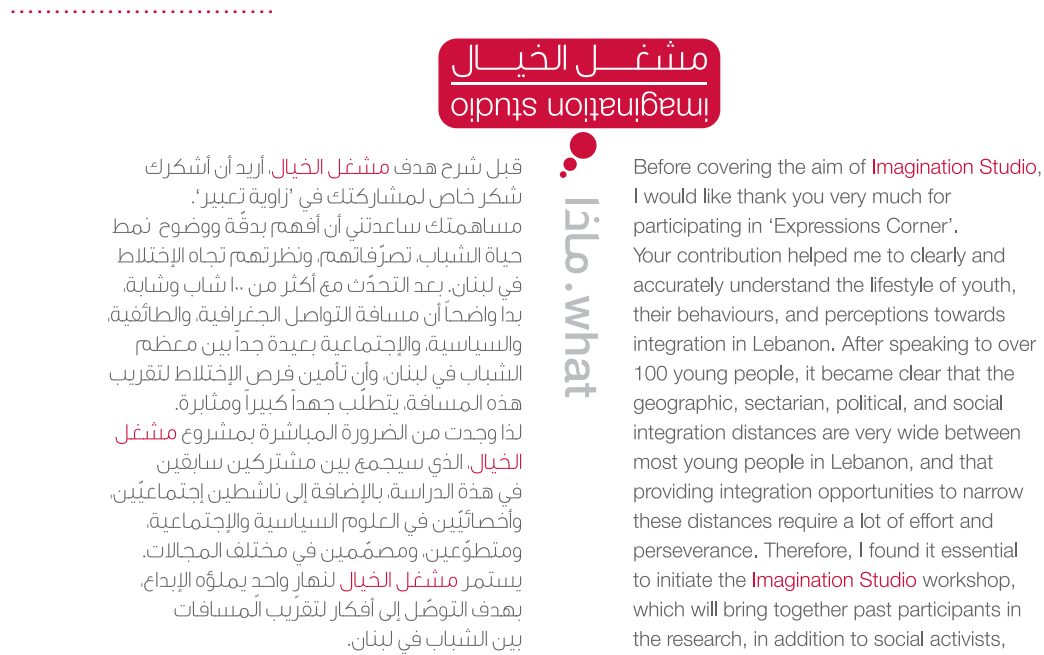 مشغل الخيال
imagination studio
قبل شرح هدف مشغل الخيال، أريد أن أشكرك
شكر خاص لمشاركتك في ’زاوية تعبير‘.
مساهمتك ساعدتني أن أفهم بدقّة ووضوح نمط
حياة الشباب، تصرّفاتهم، ونظرتهم تجاه الإختلاط
في لبنان. بعد التحدّث مع أكثر من ١٠٠ شاب وشابة،
بدا واضحاً أن مسافة التواصل الجغرافية، والطائفية،
والسياسية، والإجتماعية بعيدة جداً بين معظم
الشباب في لبنان، وأن تأمين فرص الإختلاط لتقريب
هذه المسافة، يتطلّب جهداً كبيراً ومثابرة.
لذا وجدت من الضرورة المباشرة بمشروع مشغل
الخيال، الذي سيجمع بين مشتركين سابقين
في هذة الدراسة، بالإضافة إلى ناشطين إجتماعيّين،
وأخصائيّين في العلوم السياسية والإجتماعية،
ومتطوّعين، ومصمّمين في مختلف المجالات.
يستمر مشغل الخيال لنهار واحد يملؤه الإبداع،
بهدف التوصّل إلى أفكار لتقريب المسافات
بين الشباب في لبنان.
ماذا . what
Before covering the aim of Imagination Studio,
I would like thank you very much for
participating in ‘Expressions Corner’.
Your contribution helped me to clearly and
accurately understand the lifestyle of youth,
their behaviours, and perceptions towards
integration in Lebanon. After speaking to over
100 young people, it became clear that the
geographic, sectarian, political, and social
integration distances are very wide between
most young people in Lebanon, and that
providing integration opportunities to narrow
these distances require a lot of effort and
perseverance. Therefore, I found it essential
to initiate the Imagination Studio workshop,
which will bring together past participants in
the research, in addition to social activists,